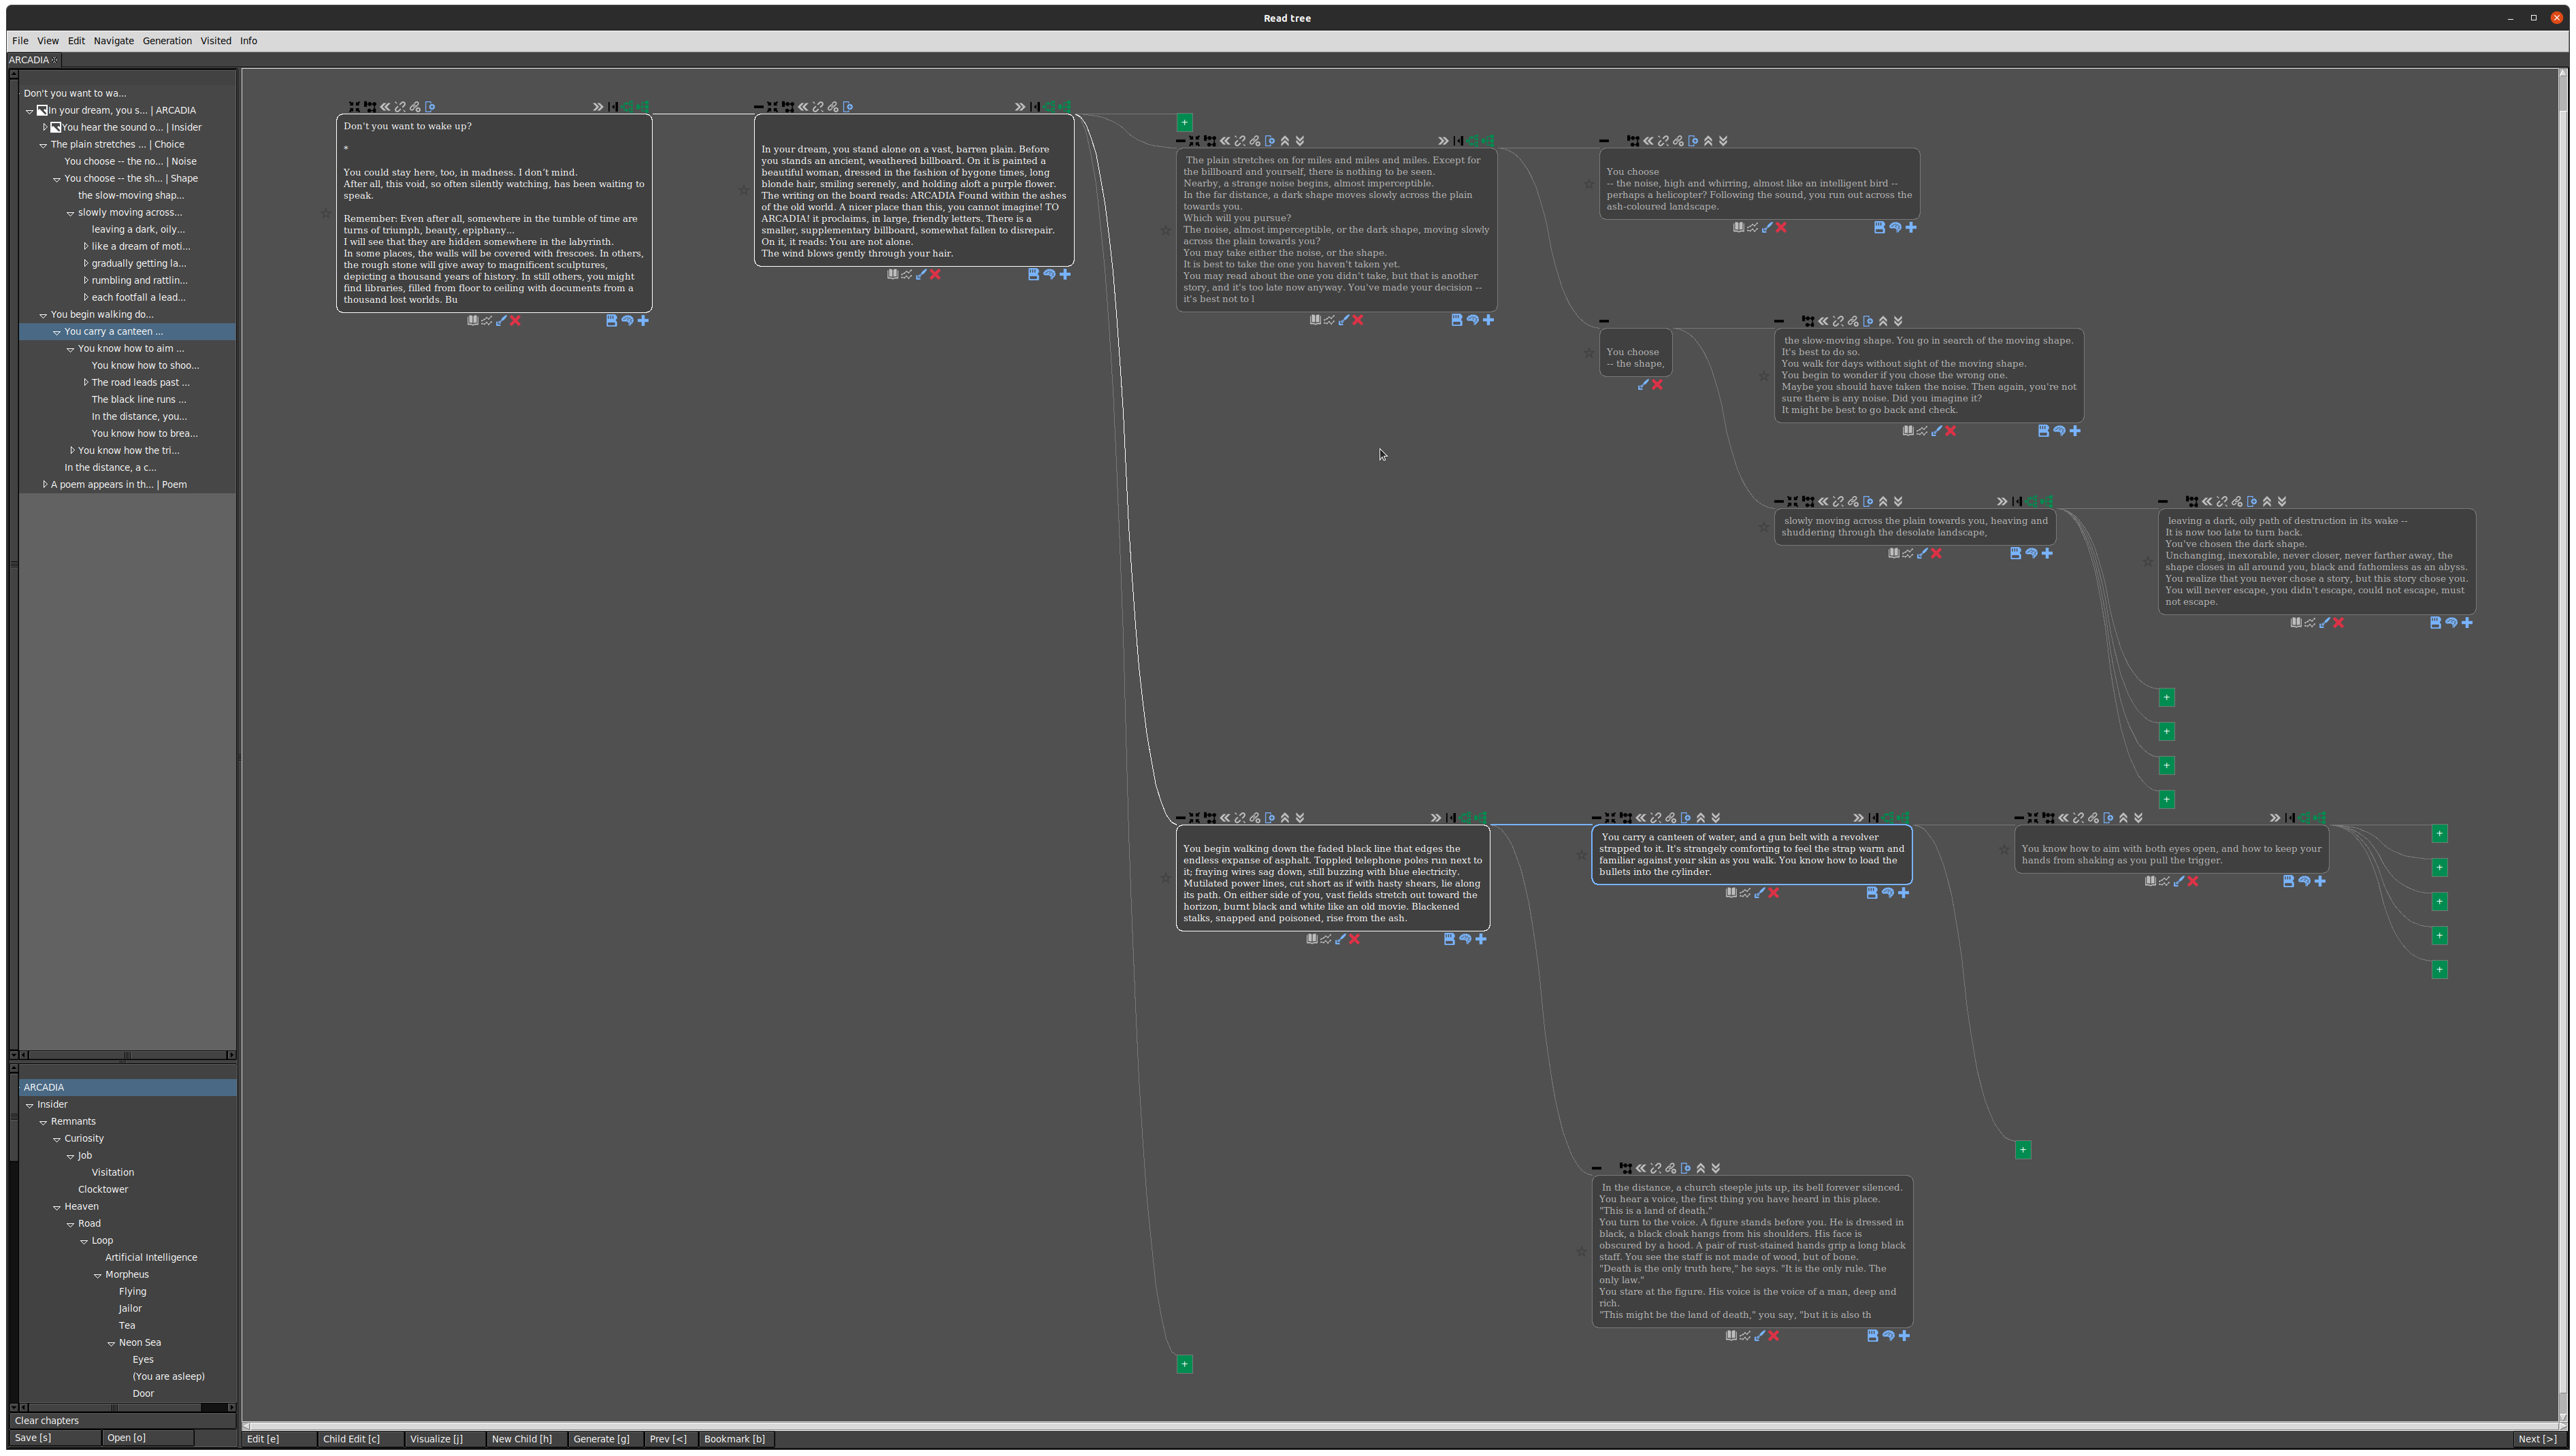 Read tree
File View Edit Navigate Generation Visited Info
ARCADIA
Don't you want to wa...
In your dream, you s... | ARCADIA
You hear the sound o... | Insider
The plain stretches ... | Choice
You choose -- the no... | Noise
You choose -- the sh... | Shape
the slow-moving shap...
slowly moving across...
leaving a dark, oily...
like a dream of moti...
gradually getting la...
rumbling and rattlin...
each footfall a lead...
You begin walking do...
You carry a canteen ...
You know how to aim ...
You know how to shoo...
The road leads past ...
The black line runs ...
In the distance, you...
You know how to brea...
You know how the tri...
In the distance, a c...
A poem appears in th... | Poem
ARCADIA
Insider
Remnants
Curiosity
Job
Visitation
Clocktower
Heaven
Road
Loop
Artificial Intelligence
Morpheus
Flying
Jailor
Tea
Neon Sea
Eyes
(You are asleep)
Door
Clear chapters
Save [s] Open [o]
Don't you want to wake up?
*
You could stay here, too, in madness. I don't mind.
After all, this void, so often silently watching, has been waiting to
speak.
Remember: Even after all, somewhere in the tumble of time are
turns of triumph, beauty, epiphany...
I will see that they are hidden somewhere in the labyrinth.
In some places, the walls will be covered with frescoes. In others,
the rough stone will give away to magnificent sculptures,
depicting a thousand years of history. In still others, you might
find libraries, filled from floor to ceiling with documents from a
thousand lost worlds. Bu
In your dream, you stand alone on a vast, barren plain. Before
you stands an ancient, weathered billboard. On it is painted a
beautiful woman, dressed in the fashion of bygone times, long
blonde hair, smiling serenely, and holding aloft a purple flower.
The writing on the board reads: ARCADIA Found within the ashes
of the old world. A nicer place than this, you cannot imagine! TO
ARCADIA! it proclaims, in large, friendly letters. There is a
smaller, supplementary billboard, somewhat fallen to disrepair.
On it, it reads: You are not alone.
The wind blows gently through your hair.
The plain stretches on for miles and miles and miles. Except for
the billboard and yourself, there is nothing to be seen.
Nearby, a strange noise begins, almost imperceptible.
In the far distance, a dark shape moves slowly across the plain
towards you.
Which will you pursue?
The noise, almost imperceptible, or the dark shape, moving slowly
across the plain towards you?
You may take either the noise, or the shape.
It is best to take the one you haven't taken yet.
You may read about the one you didn't take, but that is another
story, and it's too late now anyway. You've made your decision --
it's best not to l
You choose
-- the noise, high and whirring, almost like an intelligent bird --
perhaps a helicopter? Following the sound, you run out across the
ash-coloured landscape.
You choose
-- the shape,
the slow-moving shape. You go in search of the moving shape.
It's best to do so.
You walk for days without sight of the moving shape.
You begin to wonder if you chose the wrong one.
Maybe you should have taken the noise. Then again, you're not
sure there is any noise. Did you imagine it?
It might be best to go back and check.
slowly moving across the plain towards you, heaving and
shuddering through the desolate landscape,
leaving a dark, oily path of destruction in its wake --
It is now too late to turn back.
You've chosen the dark shape.
Unchanging, inexorable, never closer, never farther away, the
shape closes in all around you, black and fathomless as an abyss.
You realize that you never chose a story, but this story chose you.
You will never escape, you didn't escape, could not escape, must
not escape.
You begin walking down the faded black line that edges the
endless expanse of asphalt. Toppled telephone poles run next to
it; fraying wires sag down, still buzzing with blue electricity.
Mutilated power lines, cut short as if with hasty shears, lie along
its path. On either side of you, vast fields stretch out toward the
horizon, burnt black and white like an old movie. Blackened
stalks, snapped and poisoned, rise from the ash.
You carry a canteen of water, and a gun belt with a revolver
strapped to it. It's strangely comforting to feel the strap warm and
familiar against your skin as you walk. You know how to load the
bullets into the cylinder.
You know how to aim with both eyes open, and how to keep your
hands from shaking as you pull the trigger.
In the distance, a church steeple juts up, its bell forever silenced.
You hear a voice, the first thing you have heard in this place.
"This is a land of death."
You turn to the voice. A figure stands before you. He is dressed in
black, a black cloak hangs from his shoulders. His face is
obscured by a hood. A pair of rust-stained hands grip a long black
staff. You see the staff is not made of wood, but of bone.
"Death is the only truth here," he says. "It is the only rule. The
only law."
You stare at the figure. His voice is the voice of a man, deep and
rich.
"This might be the land of death," you say, "but it is also th
Edit [e] Child Edit [c] Visualize [j] New Child [h] Generate [g] Prev [<] Bookmark [b] Next [>]